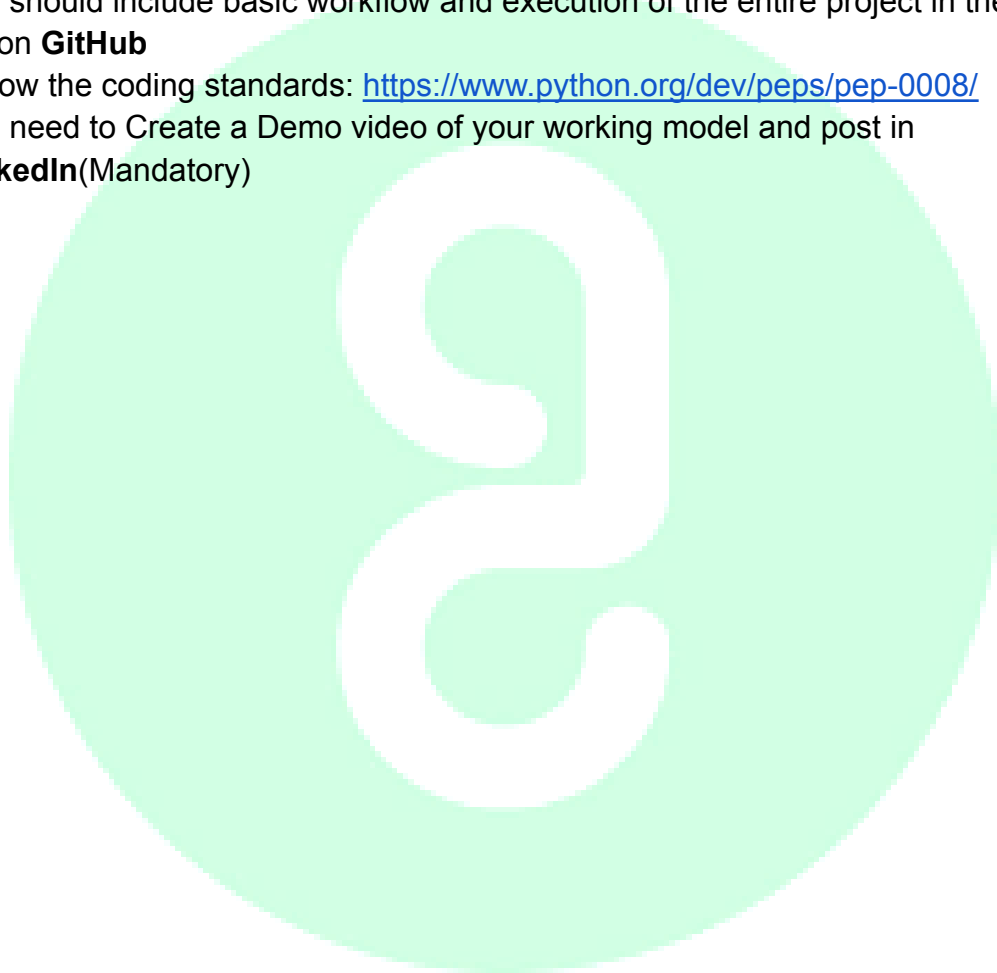 should include basic workflow and execution of the entire project in the
on GitHub
ow the coding standards: https://www.python.org/dev/peps/pep-0008/
need to Create a Demo video of your working model and post in
kedIn(Mandatory)